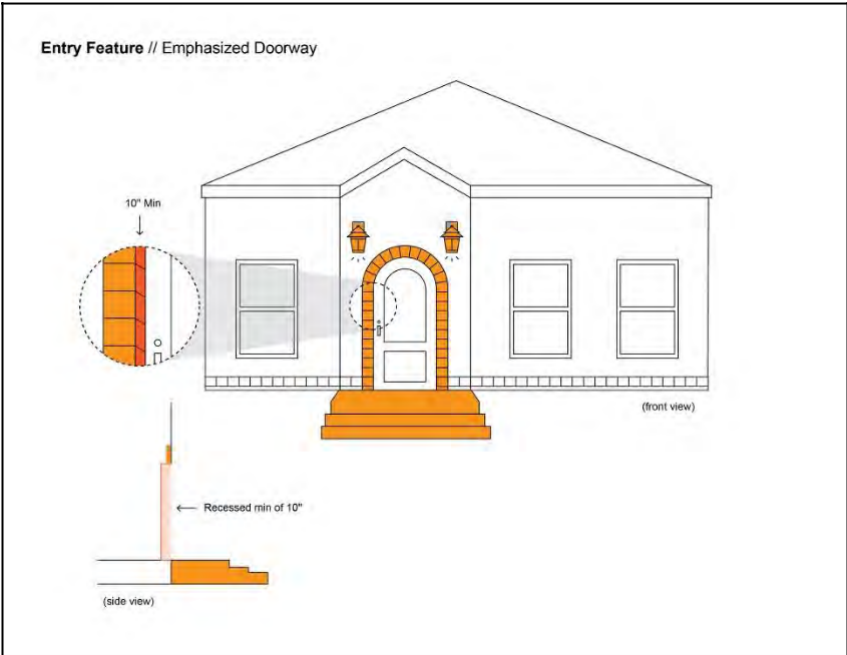 Entry Feature // Emphasized Doorway
10" Min
(front view)
Recessed min of 10"
(side view)